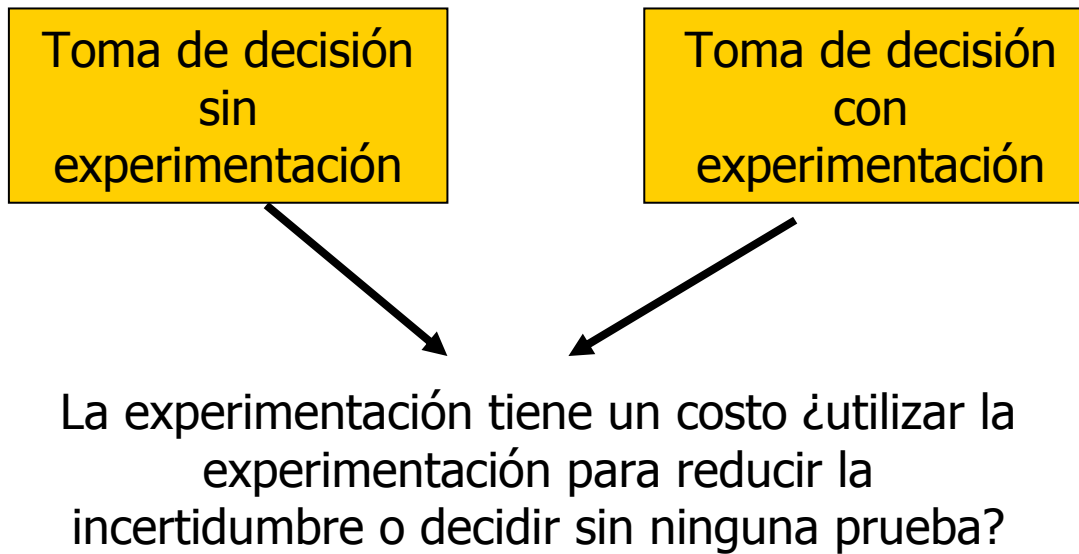 Toma de decisión
sin
experimentación
Toma de decisión
con
experimentación
La experimentación tiene un costo ¿utilizar la
experimentación para reducir la
incertidumbre o decidir sin ninguna prueba?